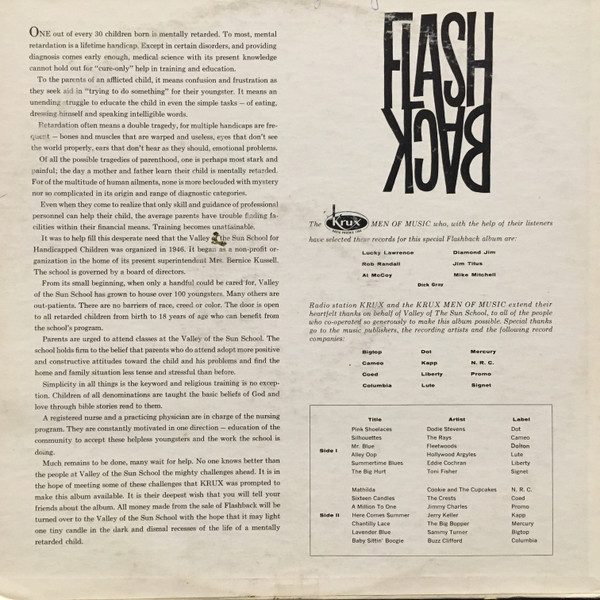 ONE out of every 30 children born is mentally retarded. To most, mental
retardation is a lifetime handicap. Except in certain disorders, and providing
diagnosis comes early enough, medical science with its present knowledge
cannot hold out for "cure-only" help in training and education.
To the parents of an afflicted child, it means confusion and frustration as
they seek aid in "trying to do something" for their youngster. It means an
unending struggle to educate the child in even the simple tasks – of eating,
dressing himself and speaking intelligible words.
Retardation often means a double tragedy, for multiple handicaps are fre-
quent – bones and muscles that are warped and useless, eyes that don't see
the world properly, ears that don't hear as they should, emotional problems.
Of all the possible tragedies of parenthood, one is perhaps most stark and
painful; the day a mother and father learn their child is mentally retarded.
For of the multitude of human ailments, none is more beclouded with mystery
nor so complicated in its origin and range of diagnostic categories.
Even when they come to realize that only skill and guidance of professional
personnel can help their child, the average parents have trouble finding fa-
cilities within their financial means. Training becomes unattainable.
It was to help fill this desperate need that the Valley of the Sun School for
Handicapped Children was organized in 1946. It began as a non-profit or-
ganization in the home of its present superintendent Mrs. Bernice Kussell.
The school is governed by a board of directors.
From its small beginning, when only a handful could be cared for, Valley
of the Sun School has grown to house over 100 youngsters. Many others are
out-patients. There are no barriers of race, creed or color. The door is open
to all retarded children from birth to 18 years of age who can benefit from
the school's program.
Parents are urged to attend classes at the Valley of the Sun School. The
school holds firm to the belief that parents who do attend adopt more positive
and constructive attitudes toward the child and his problems and find the
home and family situation less tense and stressful than before.
Simplicity in all things is the keyword and religious training is no excep-
tion. Children of all denominations are taught the basic beliefs of God and
love through bible stories read to them.
A registered nurse and a practicing physician are in charge of the nursing
program. They are constantly motivated in one direction – education of the
community to accept these helpless youngsters and the work the school is
doing.
Much remains to be done, many wait for help. No one knows better than
the people at Valley of the Sun School the mighty challenges ahead. It is in
the hope of meeting some of these challenges that KRUX was prompted to
make this album available. It is their deepest wish that you will tell your
friends about the album. All money made from the sale of Flashback will be
turned over to the Valley of the Sun School with the hope that it may light
one tiny candle in the dark and dismal recesses of the life of a mentally
retarded child.
FLASH
BACK
The Krux MEN OF MUSIC who, with the help of their listeners
have selected these records for this special Flashback album are:
Lucky Lawrence Diamond Jim
Rob Randall Jim Titus
Al McCoy Mike Mitchell
Dick Gray
Radio station KRUX and the KRUX MEN OF MUSIC extend their
heartfelt thanks on behalf of Valley of The Sun School, to all of the people
who co-operated so generously to make this album possible. Special thanks
go to the music publishers, the recording artists and the following record
companies:
Bigtop Dot Mercury
Cameo Kapp N. R. C.
Coed Liberty Promo
Columbia Lute Signet
Title Artist Label
Side I
Pink Shoelaces Dodie Stevens Dot
Silhouettes The Rays Cameo
Mr. Blue Fleetwoods Dolton
Alley Oop Hollywood Argyles Lute
Summertime Blues Eddie Cochran Liberty
The Big Hurt Toni Fisher Signet
Side II
Mathilda Cookie and The Cupcakes N. R. C.
Sixteen Candles The Crests Coed
A Million To One Jimmy Charles Promo
Here Comes Summer Jerry Keller Kapp
Chantilly Lace The Big Bopper Mercury
Lavender Blue Sammy Turner Bigtop
Baby Sittin' Boogie Buzz Clifford Columbia